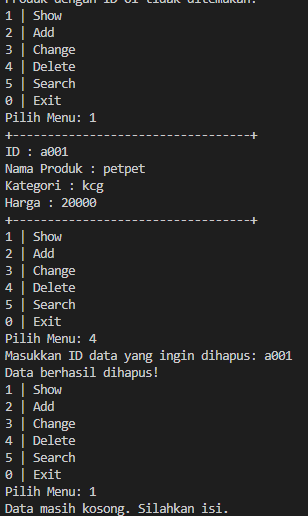 Produk dengan ID 01 tidak ditemukan.
1 | Show
2 | Add
3 | Change
4 | Delete
5 | Search
0 | Exit
Pilih Menu: 1
+----------------------------------+
ID : a001
Nama Produk : petpet
Kategori : kcg
Harga : 20000
+----------------------------------+
1 | Show
2 | Add
3 | Change
4 | Delete
5 | Search
0 | Exit
Pilih Menu: 4
Masukkan ID data yang ingin dihapus: a001
Data berhasil dihapus!
1 | Show
2 | Add
3 | Change
4 | Delete
5 | Search
0 | Exit
Pilih Menu: 1
Data masih kosong. Silahkan isi.